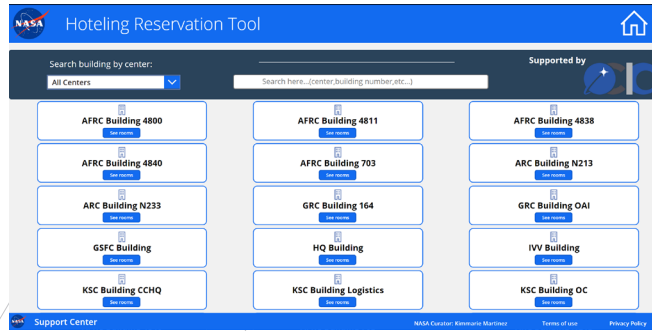 NASA
Hoteling Reservation Tool
Search building by center:
All Centers
Search here...(center,building number,etc...)
Supported by
CIC
AFRC Building 4800
See rooms
AFRC Building 4811
See rooms
AFRC Building 4838
See rooms
AFRC Building 4840
See rooms
AFRC Building 703
See rooms
ARC Building N213
See rooms
ARC Building N233
See rooms
GRC Building 164
See rooms
GRC Building OAI
See rooms
GSFC Building
See rooms
HQ Building
See rooms
IVV Building
See rooms
KSC Building CCHQ
See rooms
KSC Building Logistics
See rooms
KSC Building OC
See rooms
NASA
Support Center
NASA Curator: Kimmarie Martinez
Terms of use
Privacy Policy